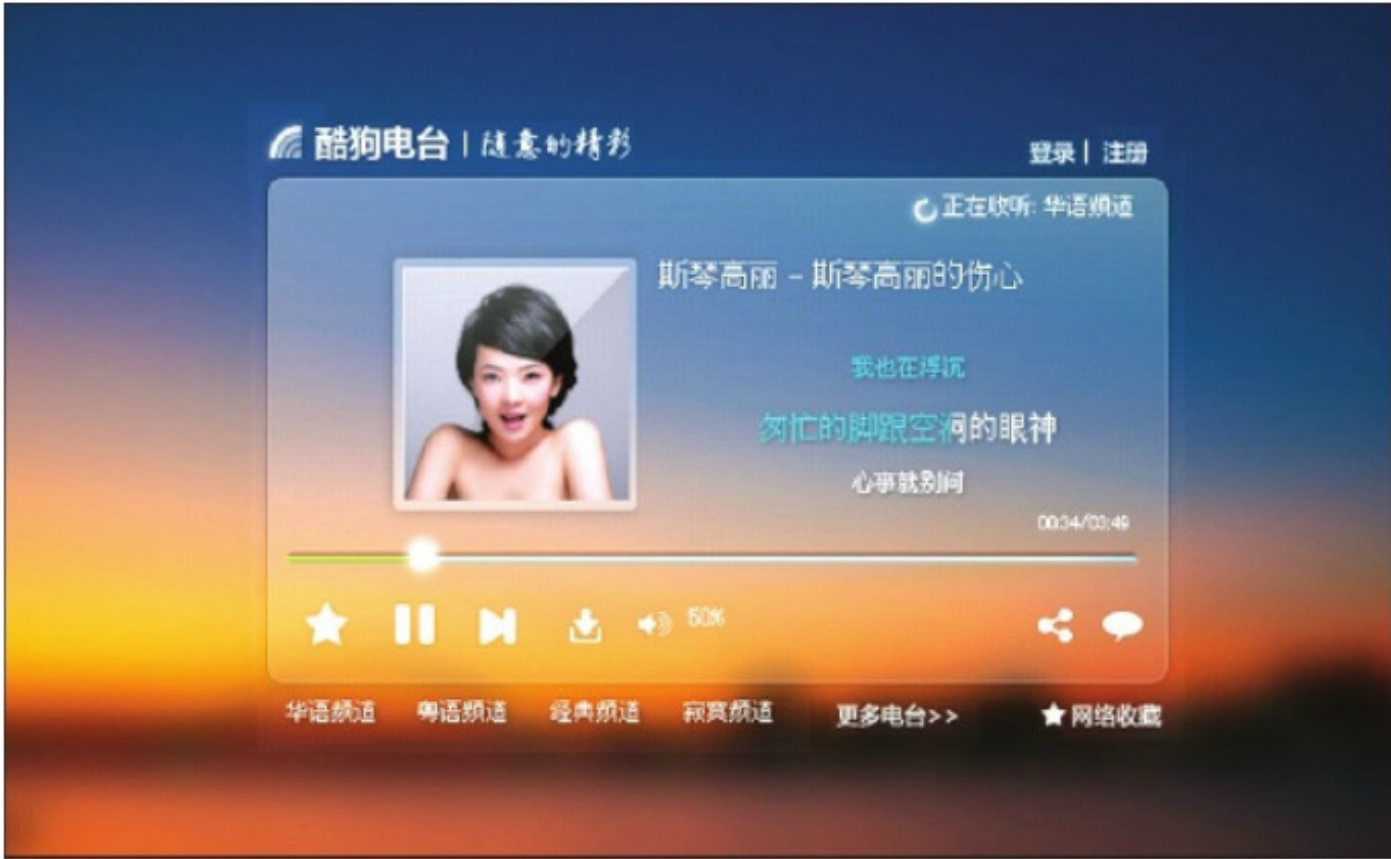 酷狗电台 | 随意的精彩
登录 | 注册
正在收听: 华语频道
斯琴高丽 - 斯琴高丽的伤心
我也在浮沉
匆忙的脚跟空洞的眼神
心事就别问
00:34/03:49
50%
华语频道 粤语频道 经典频道 寂寞频道 更多电台>> 网络收藏